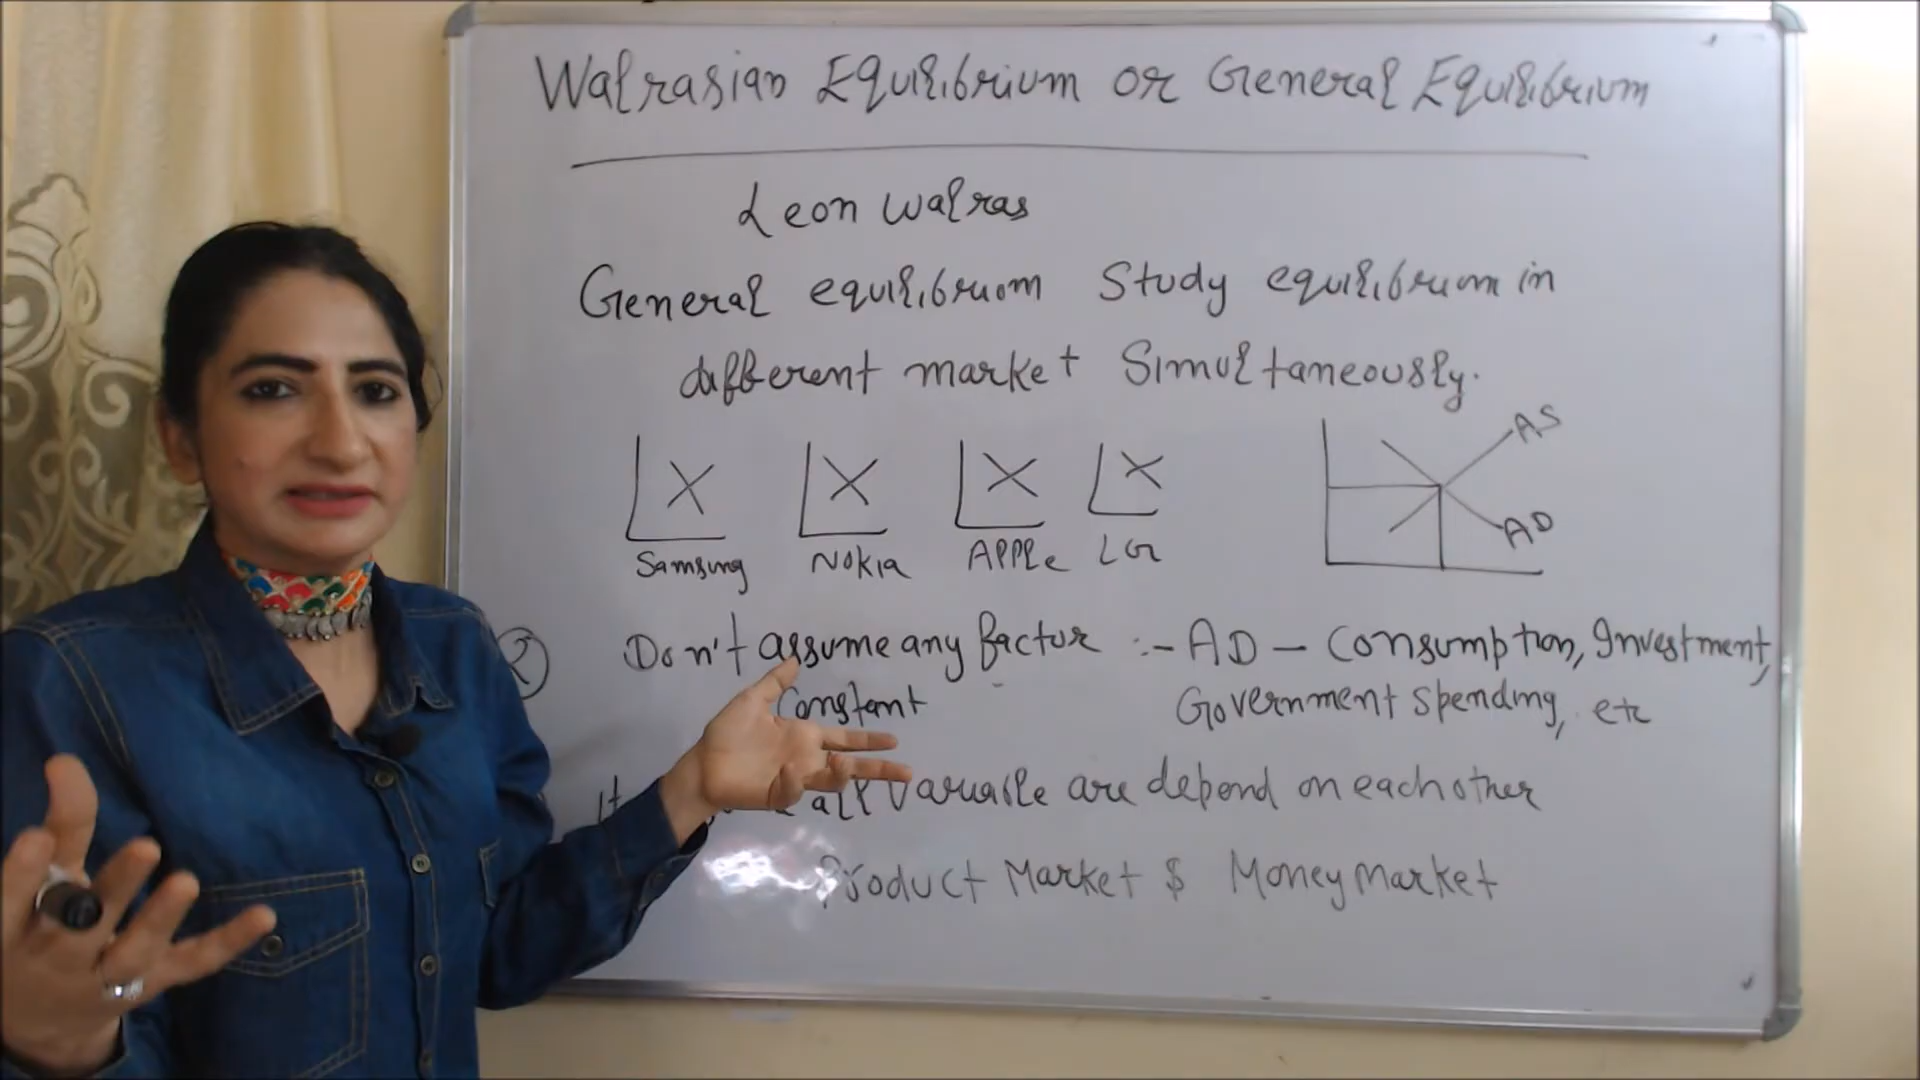 Walrasian Equilibrium or General Equilibrium
Leon Walras
General equilibrium Study equilibrium in
different market Simultaneously.
AS
AD
Samsung Nokia APPLe LG
2 Don't assume any factor :- AD - Consumption, Investment,
Constant Government Spending, etc
It all Variable are depend on each other
Product Market $ Money Market